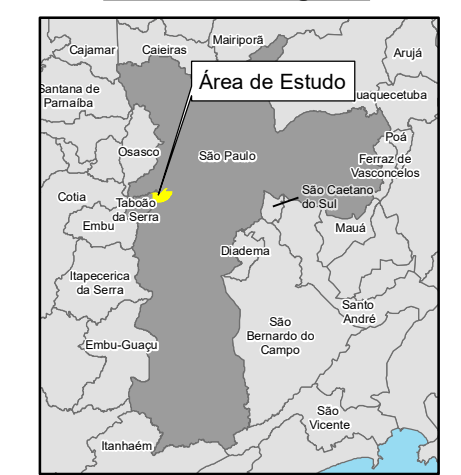 Mairiporã
Cajamar
Caieiras
Arujá
Santana de
Parnaíba
Área de Estudo
uaquecetuba
Poá
Osasco
São Paulo
Ferraz de
Vasconcelos
Cotia
Taboão
da Serra
São Caetano
do Sul
Embu
Mauá
Diadema
Itapecerica
da Serra
Santo
André
São
Bernardo do
Campo
Embu-Guaçu
São
Vicente
Itanhaém